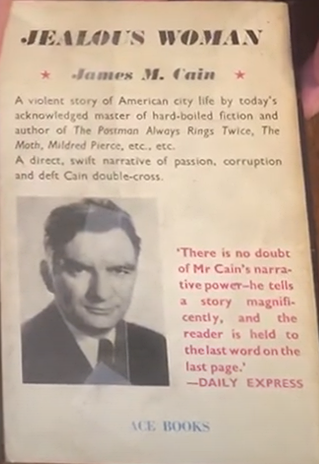 JEALOUS WOMAN
★ James M. Cain ★
A violent story of American city life by today's
acknowledged master of hard-boiled fiction and
author of The Postman Always Rings Twice, The
Moth, Mildred Pierce, etc., etc.
A direct, swift narrative of passion, corruption
and deft Cain double-cross.
'There is no doubt
of Mr Cain's narra-
tive power—he tells
a story magnifi-
cently, and the
reader is held to
the last word on the
last page.'
—DAILY EXPRESS
ACE BOOKS